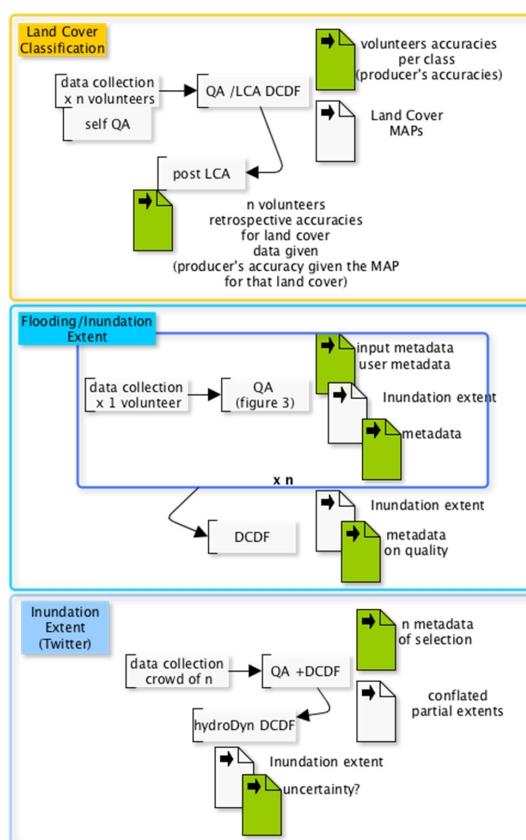 Land Cover
Classification
volunteers accuracies
per class
(producer's accuracies)
data collection
x n volunteers
QA /LCA DCDF
self QA
Land Cover
MAPs
post LCA
n volunteers
retrospective accuracies
for land cover
data given
(producer's accuracy given the MAP
for that land cover)
Flooding/Inundation
Extent
input metadata
user metadata
data collection
x 1 volunteer
QA
(figure 3)
Inundation extent
metadata
x n
Inundation extent
DCDF
metadata
on quality
Inundation
Extent
(Twitter)
n metadata
of selection
data collection
crowd of n
QA +DCDF
conflated
partial extents
hydroDyn DCDF
Inundation extent
uncertainty?